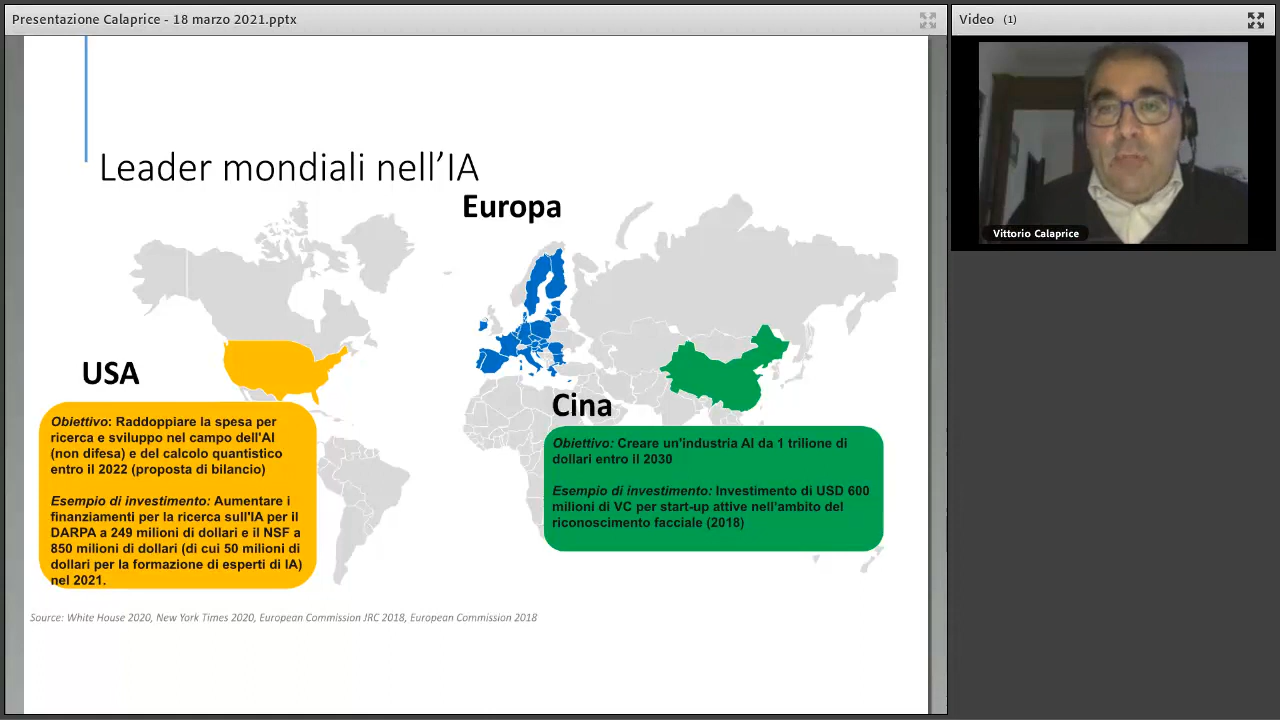 Presentazione Calaprice - 18 marzo 2021.pptx
Video (1)
Vittorio Calaprice
Leader mondiali nell'IA
Europa
USA
Obiettivo: Raddoppiare la spesa per
ricerca e sviluppo nel campo dell'AI
(non difesa) e del calcolo quantistico
entro il 2022 (proposta di bilancio)
Esempio di investimento: Aumentare i
finanziamenti per la ricerca sull'IA per il
DARPA a 249 milioni di dollari e il NSF a
850 milioni di dollari (di cui 50 milioni di
dollari per la formazione di esperti di IA)
nel 2021.
Cina
Obiettivo: Creare un'industria AI da 1 trilione di
dollari entro il 2030
Esempio di investimento: Investimento di USD 600
milioni di VC per start-up attive nell'ambito del
riconoscimento facciale (2018)
Source: White House 2020, New York Times 2020, European Commission JRC 2018, European Commission 2018